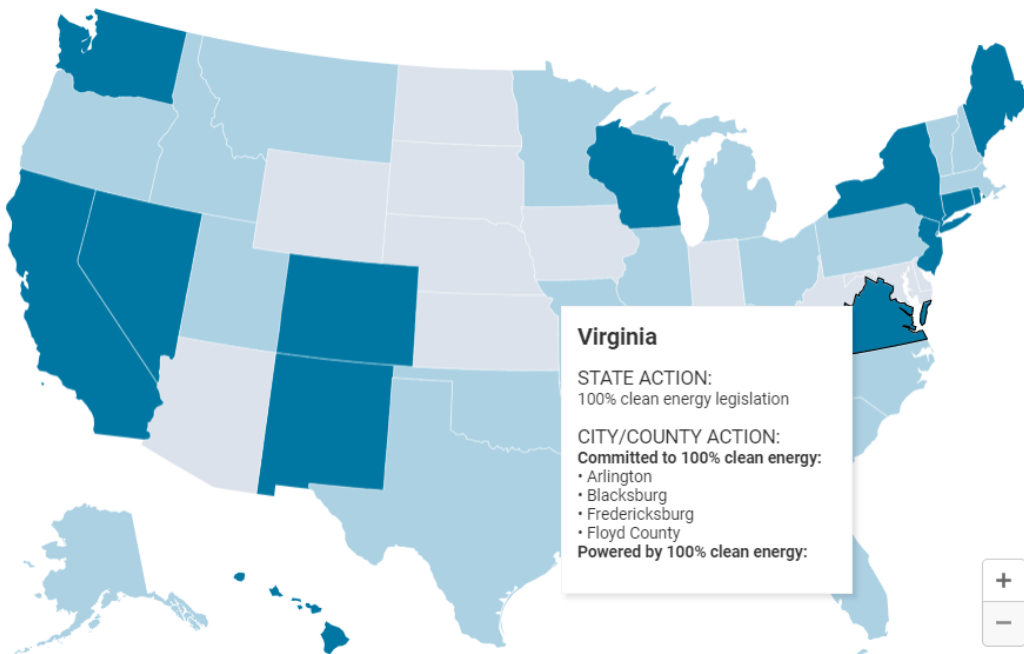 Virginia
STATE ACTION:
100% clean energy legislation
CITY/COUNTY ACTION:
Committed to 100% clean energy:
• Arlington
• Blacksburg
• Fredericksburg
• Floyd County
Powered by 100% clean energy:
+
−